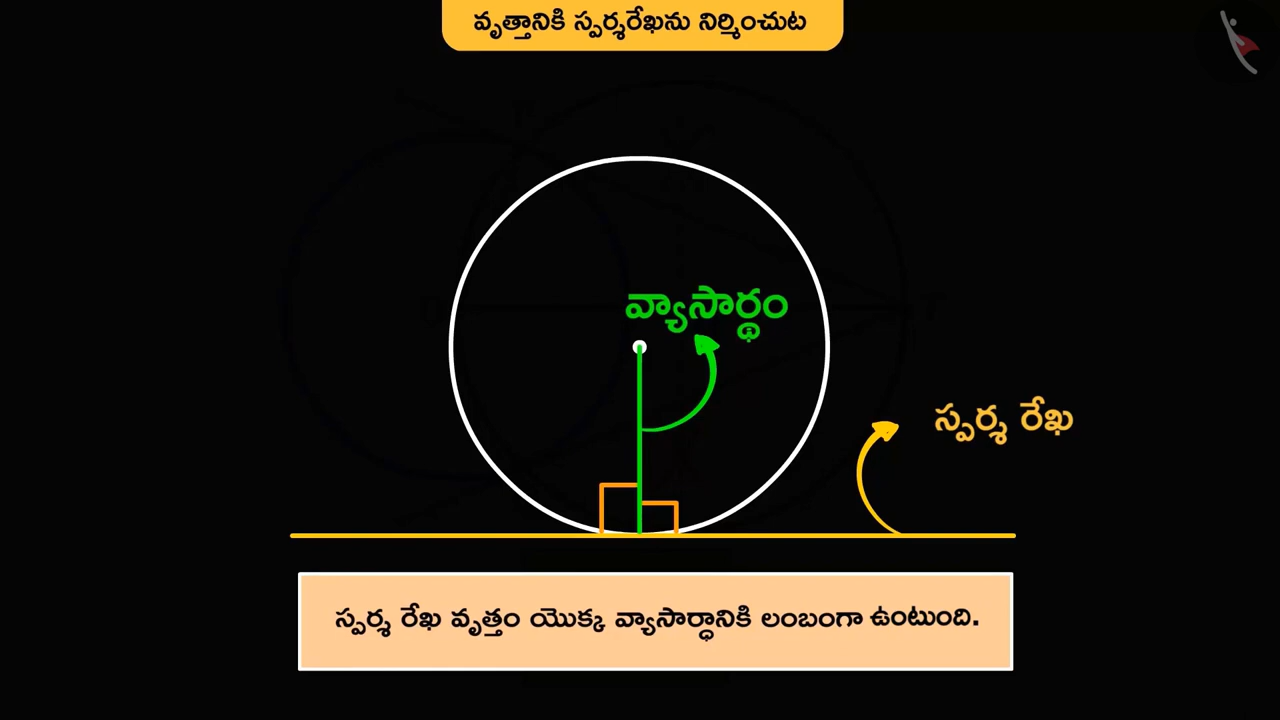 వృత్తానికి స్పర్శరేఖను నిర్మించుట
వ్యాసార్థం
స్పర్శ రేఖ
స్పర్శ రేఖ వృత్తం యొక్క వ్యాసార్ధానికి లంబంగా ఉంటుంది.